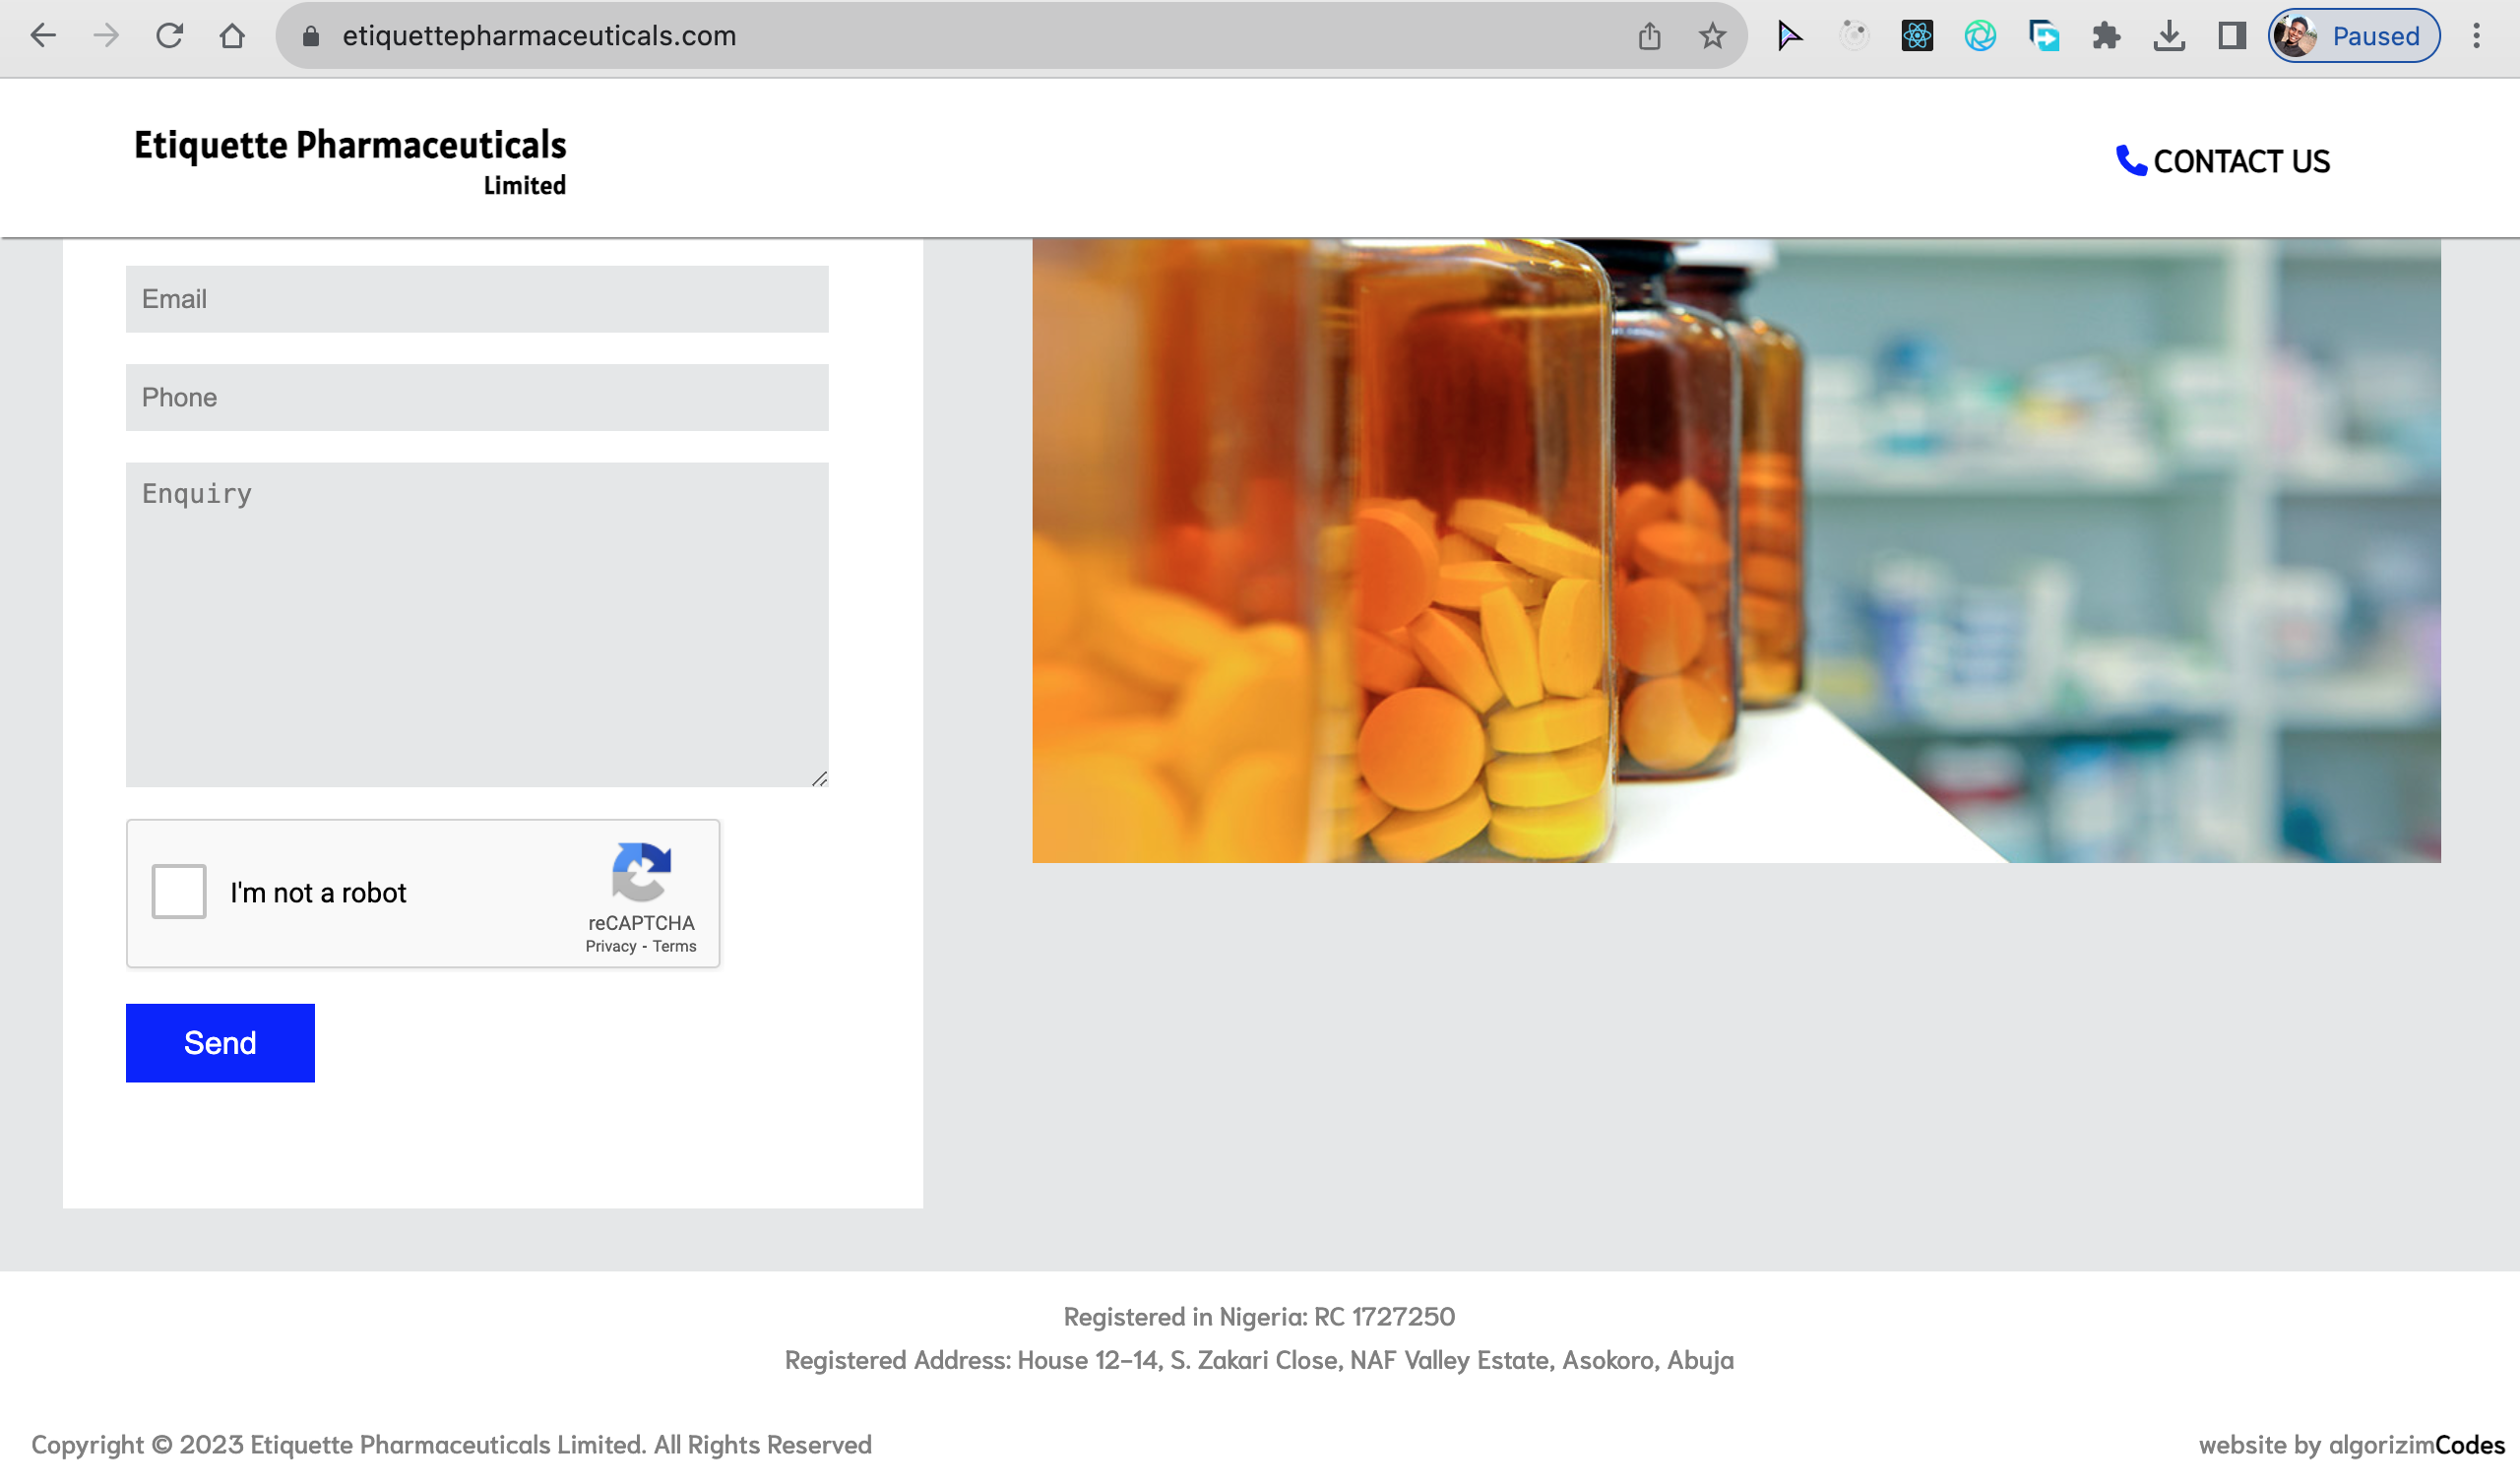 etiquettepharmaceuticals.com
Paused
Etiquette Pharmaceuticals
Limited
CONTACT US
Email
Phone
Enquiry
I'm not a robot
reCAPTCHA
Privacy - Terms
Send
Registered in Nigeria: RC 1727250
Registered Address: House 12-14, S. Zakari Close, NAF Valley Estate, Asokoro, Abuja
Copyright © 2023 Etiquette Pharmaceuticals Limited. All Rights Reserved
website by algorizimCodes